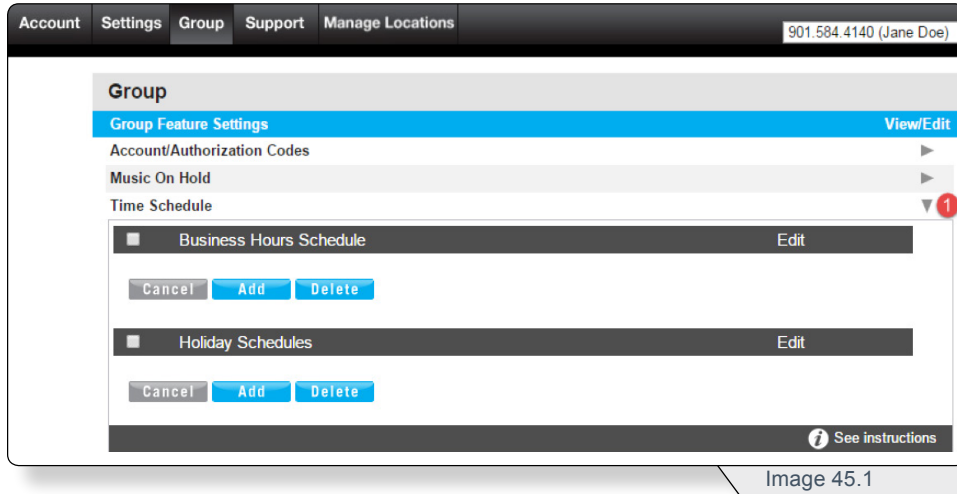 Account Settings Group Support Manage Locations
901.584.4140 (Jane Doe)
Group
Group Feature Settings View/Edit
Account/Authorization Codes
Music On Hold
Time Schedule 1
Business Hours Schedule Edit
Cancel Add Delete
Holiday Schedules Edit
Cancel Add Delete
i See instructions
Image 45.1